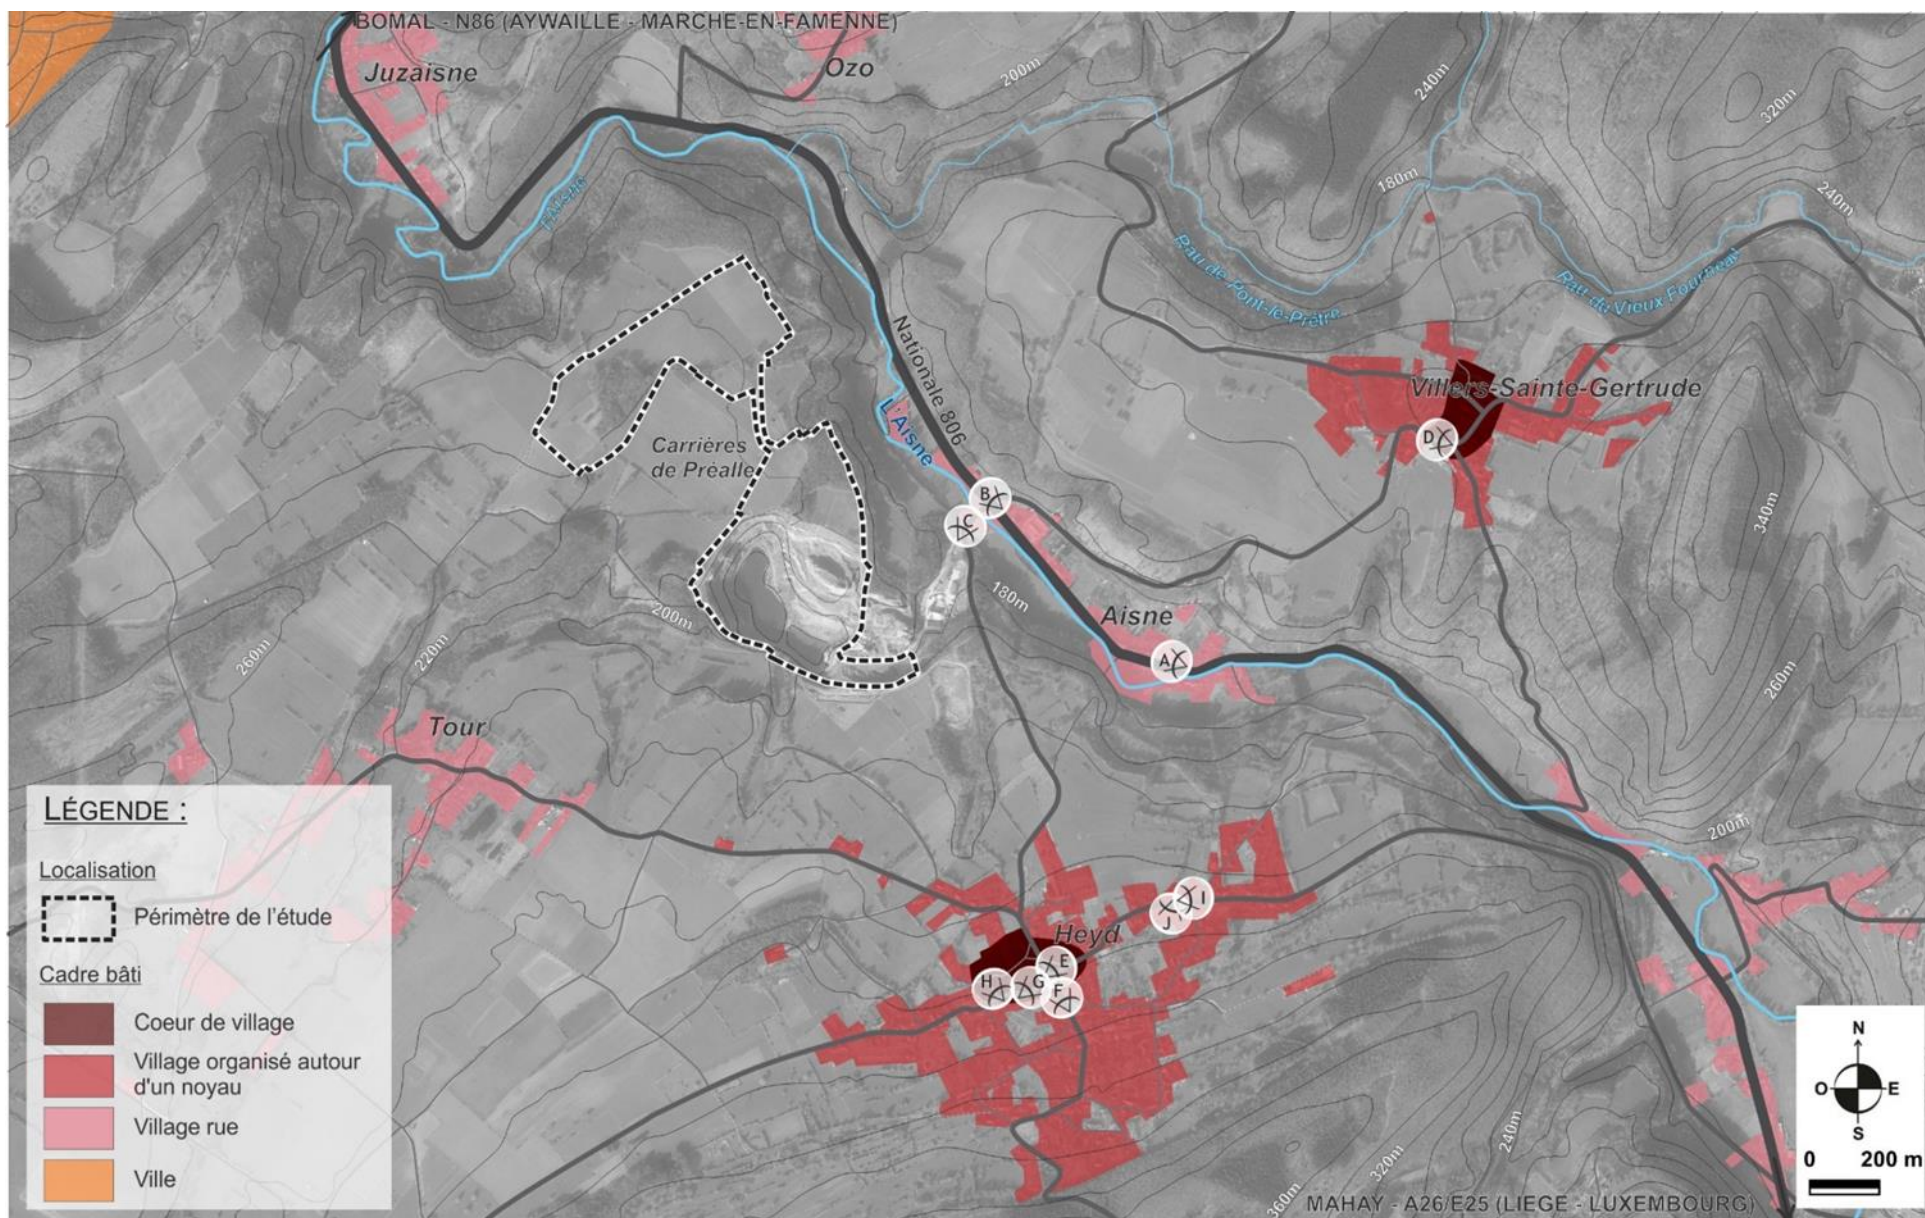 BOMAL - N86 (AYWAILLE - MARCHE-EN-FAMENNE)
Juzaisne
Ozo
200m
240m
320m
L'Aisne
180m
240m
Rau de Pont-le-Prêtre
Rau du Vieux Fourneau
Nationale 806
Villers-Sainte-Gertrude
L'Aisne
D
Carrières
de Préalle
B
C
340m
180m
200m
Aisne
A
260m
220m
260m
Tour
200m
LÉGENDE :
Localisation
Périmètre de l'étude
Cadre bâti
Coeur de village
Village organisé autour
d'un noyau
Village rue
Ville
I
J
Heyd
E
H
G
F
240m
320m
360m
MAHAY - A26/E25 (LIEGE - LUXEMBOURG)
N
O
E
S
0 200 m